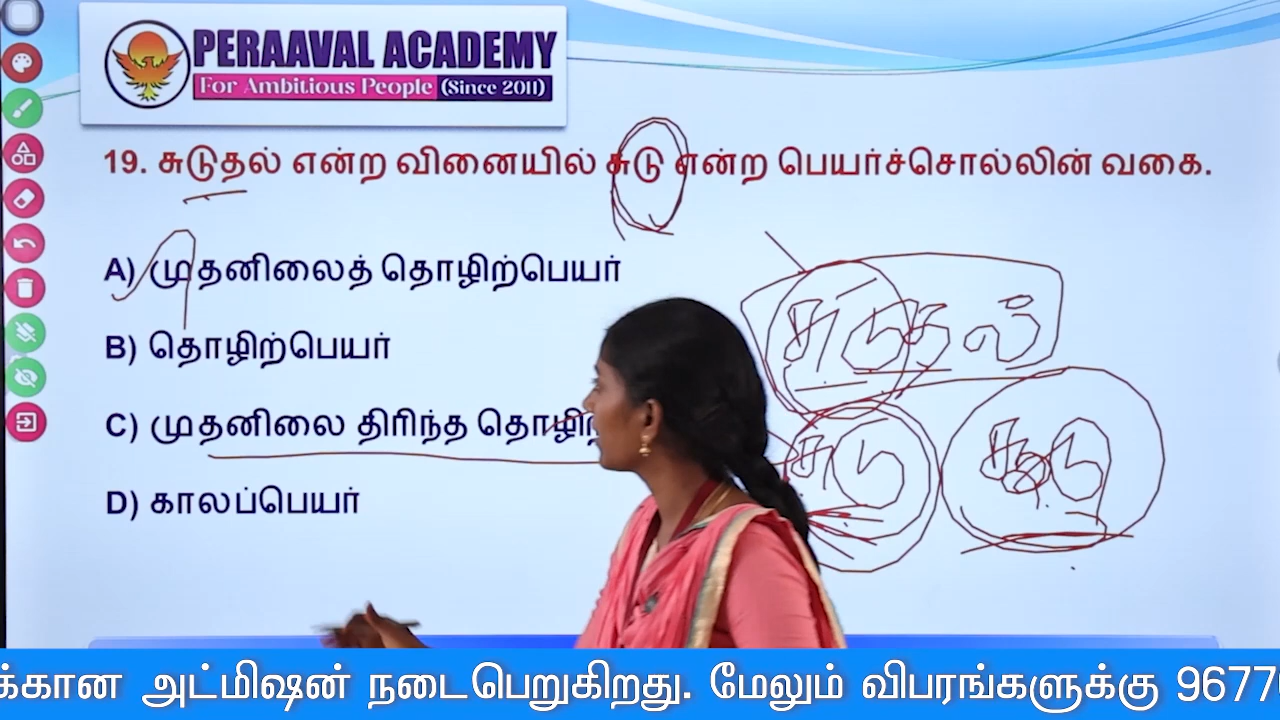 PERAAVAL ACADEMY
For Ambitious People (Since 2011)
19. சுடுதல் என்ற வினையில் சுடு என்ற பெயர்ச்சொல்லின் வகை.
A) முதனிலைத் தொழிற்பெயர்
சுடுதல்
B) தொழிற்பெயர்
C) முதனிலை திரிந்த
சுடு சூடு
D) காலப்பெயர்
அட்மிஷன் நடைபெறுகிறது. மேலும் விபரங்களுக்கு